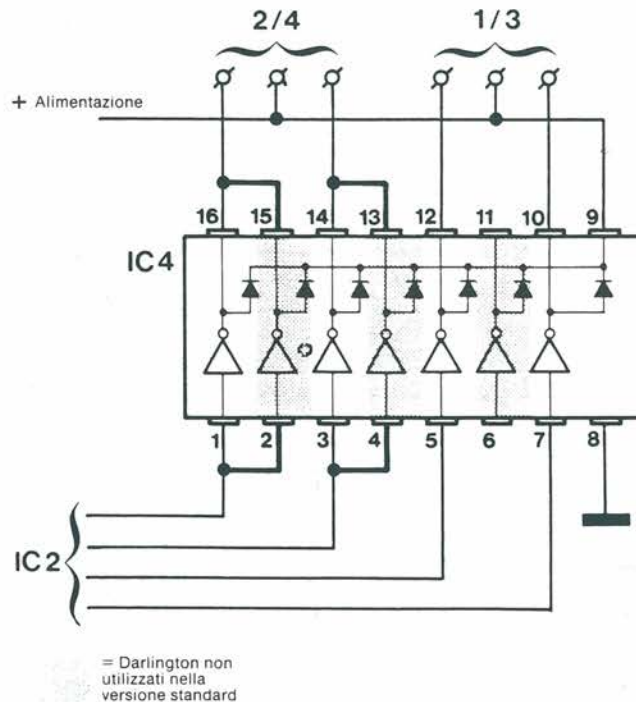 2/4 1/3
+ Alimentazione
16 15 14 13 12 11 10 9
IC4
1 2 3 4 5 6 7 8
IC2
= Darlington non
utilizzati nella
versione standard